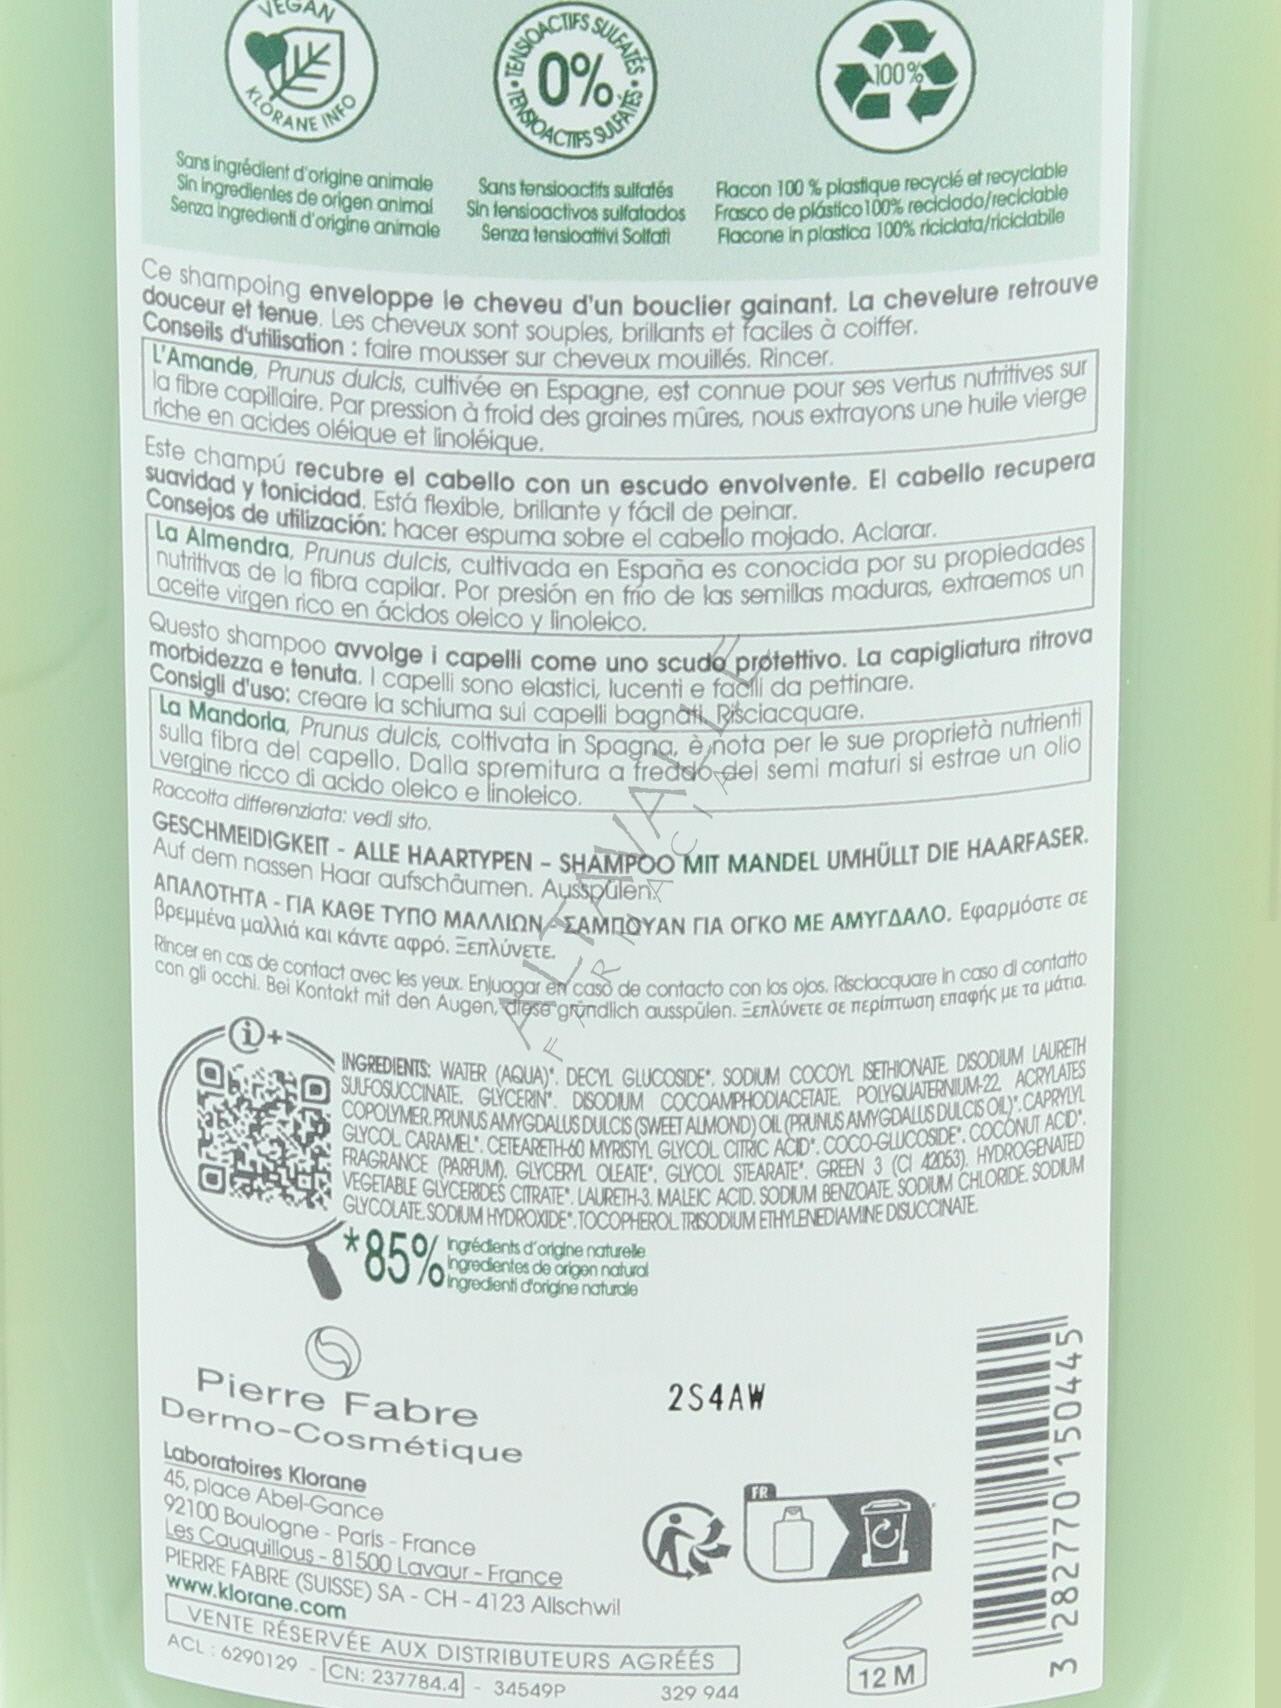 VEGAN
KLORANE INFO
TENSIOACTIFS SULFATÉS • TENSIOACTIFS SULFATÉS •
0%
100%
Sans ingrédient d'origine animale
Sin ingredientes de origen animal
Senza ingredienti d'origine animale
Sans tensioactifs sulfatés
Sin tensioactivos sulfatados
Senza tensioattivi Solfati
Flacon 100 % plastique recyclé et recyclable
Frasco de plástico 100% reciclado/reciclable
Flacone in plastica 100% riciclata/riciclabile
Ce shampoing enveloppe le cheveu d'un bouclier gainant. La chevelure retrouve
douceur et tenue. Les cheveux sont souples, brillants et faciles à coiffer.
Conseils d'utilisation : faire mousser sur cheveux mouillés. Rincer.
L'Amande, Prunus dulcis, cultivée en Espagne, est connue pour ses vertus nutritives sur
la fibre capillaire. Par pression à froid des graines mûres, nous extrayons une huile vierge
riche en acides oléique et linoléique.
Este champú recubre el cabello con un escudo envolvente. El cabello recupera
suavidad y tonicidad. Está flexible, brillante y fácil de peinar.
Consejos de utilización: hacer espuma sobre el cabello mojado. Aclarar.
La Almendra, Prunus dulcis, cultivada en España es conocida por su propiedades
nutritivas de la fibra capilar. Por presión en frío de las semillas maduras, extraemos un
aceite virgen rico en ácidos oleico y linoleico.
Questo shampoo avvolge i capelli come uno scudo protettivo. La capigliatura ritrova
morbidezza e tenuta. I capelli sono elastici, lucenti e facili da pettinare.
Consigli d'uso: creare la schiuma sui capelli bagnati. Risciacquare.
La Mandorla, Prunus dulcis, coltivata in Spagna, è nota per le sue proprietà nutrienti
sulla fibra del capello. Dalla spremitura a freddo dei semi maturi si estrae un olio
vergine ricco di acido oleico e linoleico.
Raccolta differenziata: vedi sito.
GESCHMEIDIGKEIT - ALLE HAARTYPEN - SHAMPOO MIT MANDEL UMHÜLLT DIE HAARFASER.
Auf dem nassen Haar aufschäumen. Ausspülen.
ΑΠΑΛΟΤΗΤΑ - ΓΙΑ ΚΑΘΕ ΤΥΠΟ ΜΑΛΛΙΩΝ - ΣΑΜΠΟΥΑΝ ΓΙΑ ΟΓΚΟ ΜΕ ΑΜΥΓΔΑΛΟ. Εφαρμόστε σε
βρεμμένα μαλλιά και κάντε αφρό. Ξεπλύνετε.
Rincer en cas de contact avec les yeux. Enjuagar en caso de contacto con los ojos. Risciacquare in caso di contatto
con gli occhi. Bei Kontakt mit den Augen, diese gründlich ausspülen. Ξεπλύνετε σε περίπτωση επαφής με τα μάτια.
ALTAVALLE
FARMACIA
i+
INGREDIENTS: WATER (AQUA)*. DECYL GLUCOSIDE*. SODIUM COCOYL ISETHIONATE. DISODIUM LAURETH
SULFOSUCCINATE. GLYCERIN*. DISODIUM COCOAMPHODIACETATE. POLYQUATERNIUM-22. ACRYLATES
COPOLYMER. PRUNUS AMYGDALUS DULCIS (SWEET ALMOND) OIL (PRUNUS AMYGDALUS DULCIS OIL)*. CAPRYLYL
GLYCOL. CARAMEL*. CETEARETH-60 MYRISTYL GLYCOL. CITRIC ACID*. COCO-GLUCOSIDE*. COCONUT ACID*.
FRAGRANCE (PARFUM). GLYCERYL OLEATE*. GLYCOL STEARATE*. GREEN 3 (CI 42053). HYDROGENATED
VEGETABLE GLYCERIDES CITRATE*. LAURETH-3. MALEIC ACID. SODIUM BENZOATE. SODIUM CHLORIDE. SODIUM
GLYCOLATE. SODIUM HYDROXIDE*. TOCOPHEROL. TRISODIUM ETHYLENEDIAMINE DISUCCINATE.
*85%
Ingrédients d'origine naturelle
Ingredientes de origen natural
Ingredienti d'origine naturale
Pierre Fabre
Dermo-Cosmétique
2S4AW
Laboratoires Klorane
45, place Abel-Gance
92100 Boulogne - Paris - France
Les Cauquillous - 81500 Lavaur - France
PIERRE FABRE (SUISSE) SA - CH - 4123 Allschwil
www.klorane.com
VENTE RÉSERVÉE AUX DISTRIBUTEURS AGRÉÉS
ACL : 6290129 - CN: 237784.4 - 34549P 329 944
FR
12 M
3 282770 150445